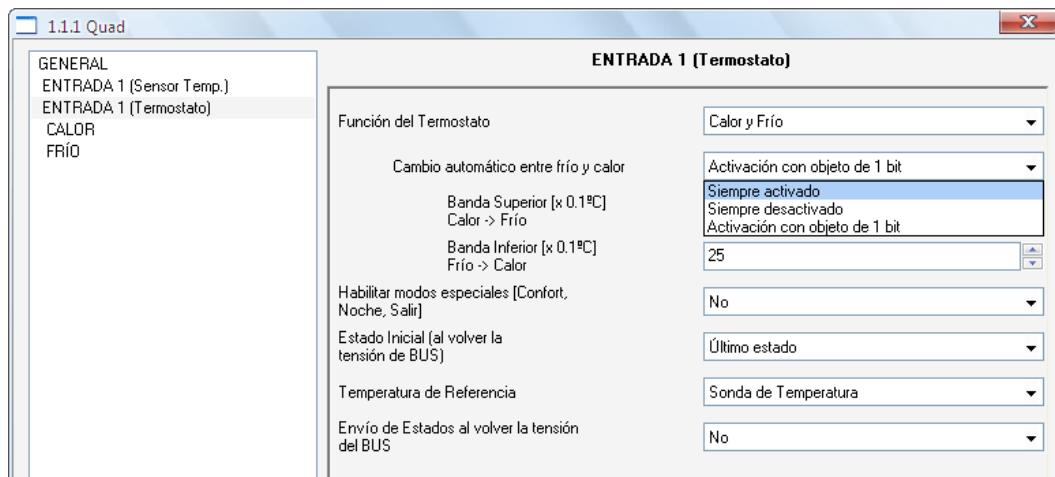 1.1.1 Quad
GENERAL
ENTRADA 1 (Sensor Temp.)
ENTRADA 1 (Termostato)
CALOR
FRÍO
ENTRADA 1 (Termostato)
Función del Termostato
Calor y Frío
Cambio automático entre frío y calor
Activación con objeto de 1 bit
Siempre activado
Siempre desactivado
Activación con objeto de 1 bit
Banda Superior [x 0.1ºC]
Calor -> Frío
Banda Inferior [x 0.1ºC]
Frío -> Calor
25
Habilitar modos especiales [Confort,
Noche, Salir]
No
Estado Inicial (al volver la
tensión de BUS)
Último estado
Temperatura de Referencia
Sonda de Temperatura
Envío de Estados al volver la tensión
del BUS
No